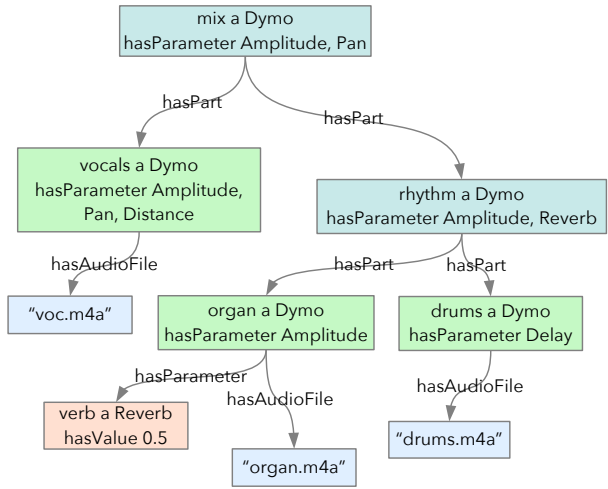 mix a Dymo
hasParameter Amplitude, Pan
hasPart
hasPart
vocals a Dymo
hasParameter Amplitude,
Pan, Distance
rhythm a Dymo
hasParameter Amplitude, Reverb
hasAudioFile
hasPart
hasPart
“voc.m4a”
organ a Dymo
hasParameter Amplitude
drums a Dymo
hasParameter Delay
hasParameter
hasAudioFile
hasAudioFile
verb a Reverb
hasValue 0.5
“organ.m4a”
“drums.m4a”